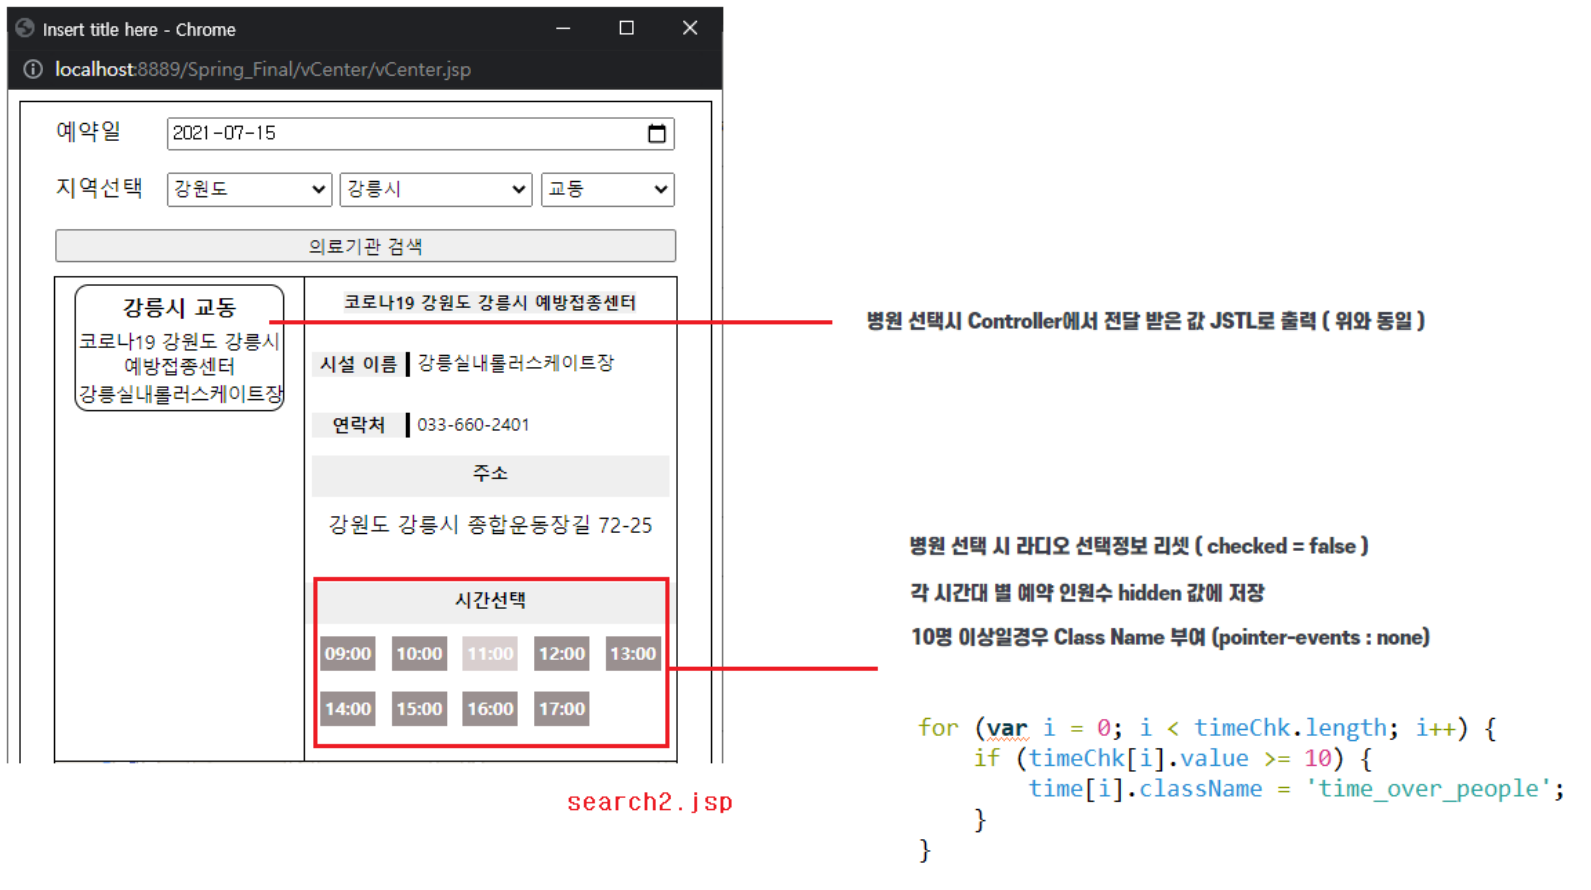 Insert title here - Chrome
localhost:8889/Spring_Final/vCenter/vCenter.jsp
예약일
2021-07-15
지역선택
강원도
강릉시
교동
의료기관 검색
강릉시 교동
코로나19 강원도 강릉시
예방접종센터
강릉실내롤러스케이트장
코로나19 강원도 강릉시 예방접종센터
시설 이름
강릉실내롤러스케이트장
연락처
033-660-2401
주소
강원도 강릉시 종합운동장길 72-25
시간선택
09:00 10:00 11:00 12:00 13:00
14:00 15:00 16:00 17:00
search2.jsp
병원 선택시 Controller에서 전달 받은 값 JSTL로 출력 ( 위와 동일 )
병원 선택 시 라디오 선택정보 리셋 ( checked = false )
각 시간대 별 예약 인원수 hidden 값에 저장
10명 이상일경우 Class Name 부여 (pointer-events : none)
for (var i = 0; i < timeChk.length; i++) {
if (timeChk[i].value >= 10) {
time[i].className = 'time_over_people';
}
}